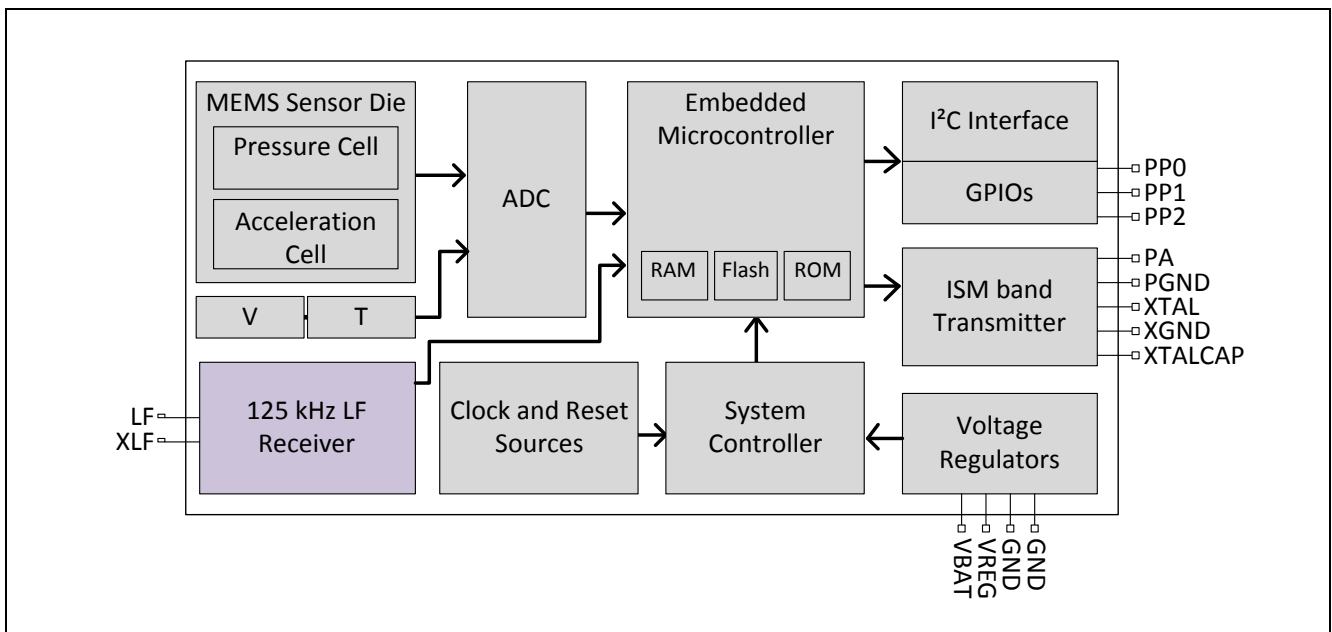 MEMS Sensor Die
Pressure Cell
Acceleration
Cell
V
T
125 kHz LF
Receiver
LF
XLF
ADC
Clock and Reset
Sources
Embedded
Microcontroller
RAM
Flash
ROM
System
Controller
I²C Interface
GPIOs
PP0
PP1
PP2
ISM band
Transmitter
PA
PGND
XTAL
XGND
XTALCAP
Voltage
Regulators
VBAT
VREG
GND
GND